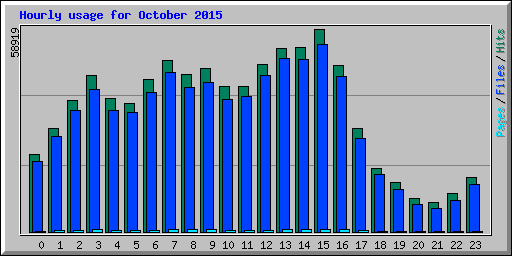 Hourly usage for October 2015
58919
Pages/Files/Hits
0 1 2 3 4 5 6 7 8 9 10 11 12 13 14 15 16 17 18 19 20 21 22 23